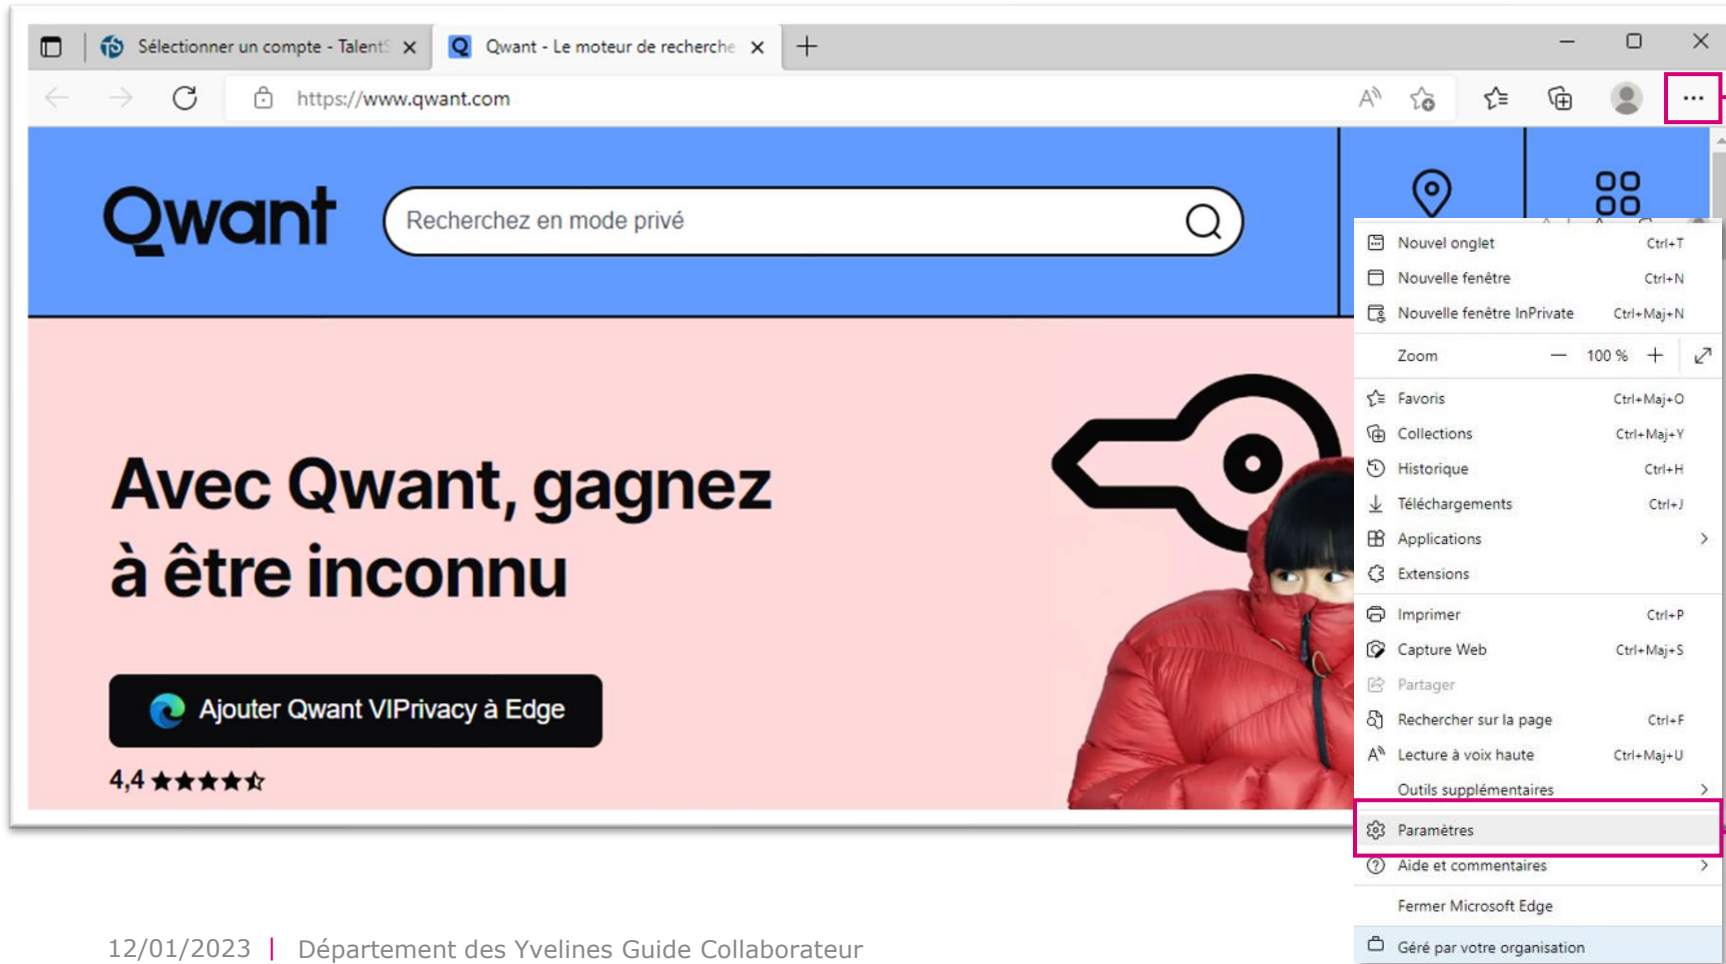 Sélectionner un compte - TalentS
Qwant - Le moteur de recherche
https://www.qwant.com
Qwant
Recherchez en mode privé
Avec Qwant, gagnez
à être inconnu
Ajouter Qwant VIPrivacy à Edge
4,4
Nouvel onglet Ctrl+T
Nouvelle fenêtre Ctrl+N
Nouvelle fenêtre InPrivate Ctrl+Maj+N
Zoom 100 %
Favoris Ctrl+Maj+O
Collections Ctrl+Maj+Y
Historique Ctrl+H
Téléchargements Ctrl+J
Applications
Extensions
Imprimer Ctrl+P
Capture Web Ctrl+Maj+S
Partager
Rechercher sur la page Ctrl+F
Lecture à voix haute Ctrl+Maj+U
Outils supplémentaires
Paramètres
Aide et commentaires
Fermer Microsoft Edge
Géré par votre organisation
12/01/2023 | Département des Yvelines Guide Collaborateur